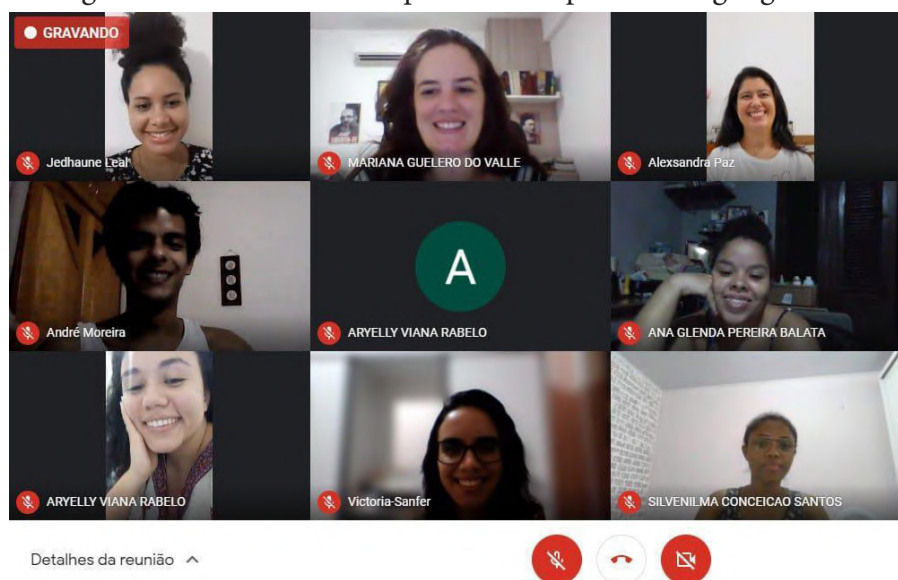 GRAVANDO
Jedhaune Leal
MARIANA GUELERO DO VALLE
Alexsandra Paz
André Moreira
A
ARYELLY VIANA RABELO
ANA GLENDA PEREIRA BALATA
ARYELLY VIANA RABELO
Victoria-Sanfer
SILVENILMA CONCEICAO SANTOS
Detalhes da reunião